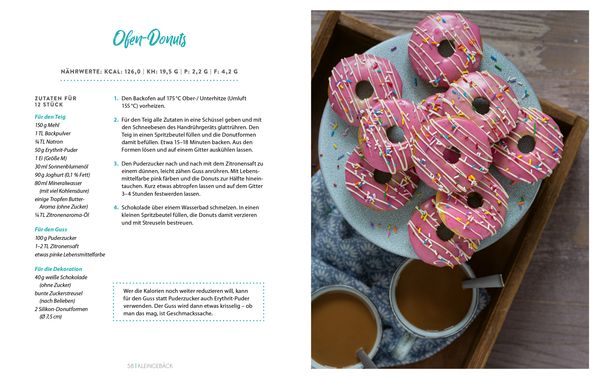 Ofen-Donuts
NÄHRWERTE: KCAL: 126,0 | KH: 19,5 G | P: 2,2 G | F: 4,2 G
ZUTATEN FÜR
12 STÜCK
Für den Teig
150 g Mehl
1 TL Backpulver
¼ TL Natron
50 g Erythrit-Puder
1 Ei (Größe M)
30 ml Sonnenblumenöl
90 g Joghurt (0,1 % Fett)
80 ml Mineralwasser
(mit viel Kohlensäure)
einige Tropfen Butter-
Aroma (ohne Zucker)
¼ TL Zitronenaroma-Öl
Für den Guss
100 g Puderzucker
1–2 TL Zitronensaft
etwas pinke Lebensmittelfarbe
Für die Dekoration
40 g weiße Schokolade
(ohne Zucker)
bunte Zuckerstreusel
(nach Belieben)
2 Silikon-Donutformen
(Ø 7,5 cm)
1. Den Backofen auf 175 °C Ober-/ Unterhitze (Umluft
155 °C) vorheizen.
2. Für den Teig alle Zutaten in eine Schüssel geben und mit
den Schneebesen des Handrührgeräts glattrühren. Den
Teig in einen Spritzbeutel füllen und die Donutformen
damit befüllen. Etwa 15–18 Minuten backen. Aus den
Formen lösen und auf einem Gitter auskühlen lassen.
3. Den Puderzucker nach und nach mit dem Zitronensaft zu
einem dünnen, leicht zähen Guss anrühren. Mit Lebens-
mittelfarbe pink färben und die Donuts zur Hälfte hinein-
tauchen. Kurz etwas abtropfen lassen und auf dem Gitter
3–4 Stunden festwerden lassen.
4. Schokolade über einem Wasserbad schmelzen. In einen
kleinen Spritzbeutel füllen, die Donuts damit verzieren
und mit Streuseln bestreuen.
Wer die Kalorien noch weiter reduzieren will, kann
für den Guss statt Puderzucker auch Erythrit-Puder
verwenden. Der Guss wird dann etwas krisselig – ob
man das mag, ist Geschmackssache.
58 | KLEINGEBÄCK